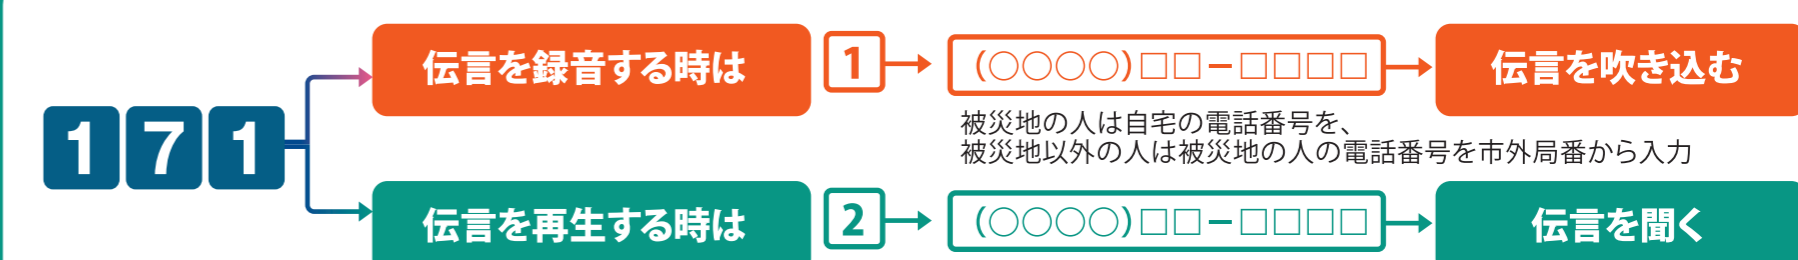 171
伝言を録音する時は
1
(○○○○)□□-□□□□
伝言を吹き込む
被災地の人は自宅の電話番号を、
被災地以外の人は被災地の人の電話番号を市外局番から入力
伝言を再生する時は
2
(○○○○)□□-□□□□
伝言を聞く